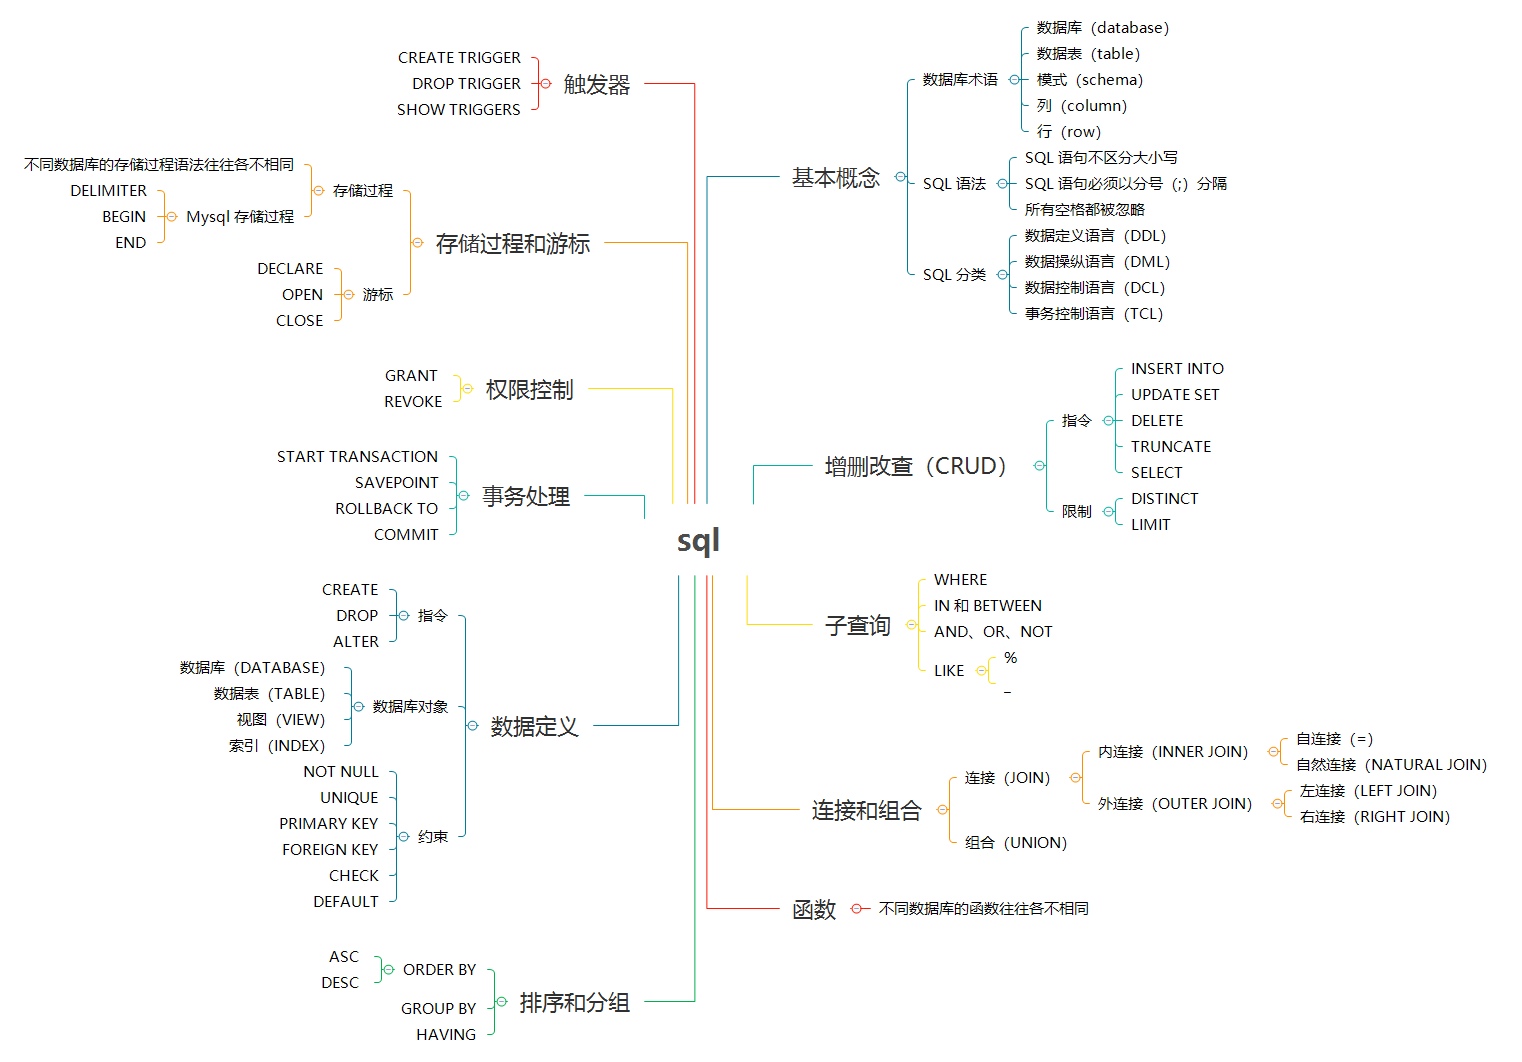 sql
基本概念
数据库术语
数据库（database）
数据表（table）
模式（schema）
列（column）
行（row）
SQL 语法
SQL 语句不区分大小写
SQL 语句必须以分号（;）分隔
所有空格都被忽略
SQL 分类
数据定义语言（DDL）
数据操纵语言（DML）
数据控制语言（DCL）
事务控制语言（TCL）
增删改查（CRUD）
指令
INSERT INTO
UPDATE SET
DELETE
TRUNCATE
SELECT
限制
DISTINCT
LIMIT
子查询
WHERE
IN 和 BETWEEN
AND、OR、NOT
LIKE
%
_
连接和组合
连接（JOIN）
内连接（INNER JOIN）
自连接（=）
自然连接（NATURAL JOIN）
外连接（OUTER JOIN）
左连接（LEFT JOIN）
右连接（RIGHT JOIN）
组合（UNION）
函数
不同数据库的函数往往各不相同
触发器
CREATE TRIGGER
DROP TRIGGER
SHOW TRIGGERS
存储过程和游标
存储过程
不同数据库的存储过程语法往往各不相同
Mysql 存储过程
DELIMITER
BEGIN
END
游标
DECLARE
OPEN
CLOSE
权限控制
GRANT
REVOKE
事务处理
START TRANSACTION
SAVEPOINT
ROLLBACK TO
COMMIT
数据定义
指令
CREATE
DROP
ALTER
数据库对象
数据库（DATABASE）
数据表（TABLE）
视图（VIEW）
索引（INDEX）
约束
NOT NULL
UNIQUE
PRIMARY KEY
FOREIGN KEY
CHECK
DEFAULT
排序和分组
ORDER BY
ASC
DESC
GROUP BY
HAVING